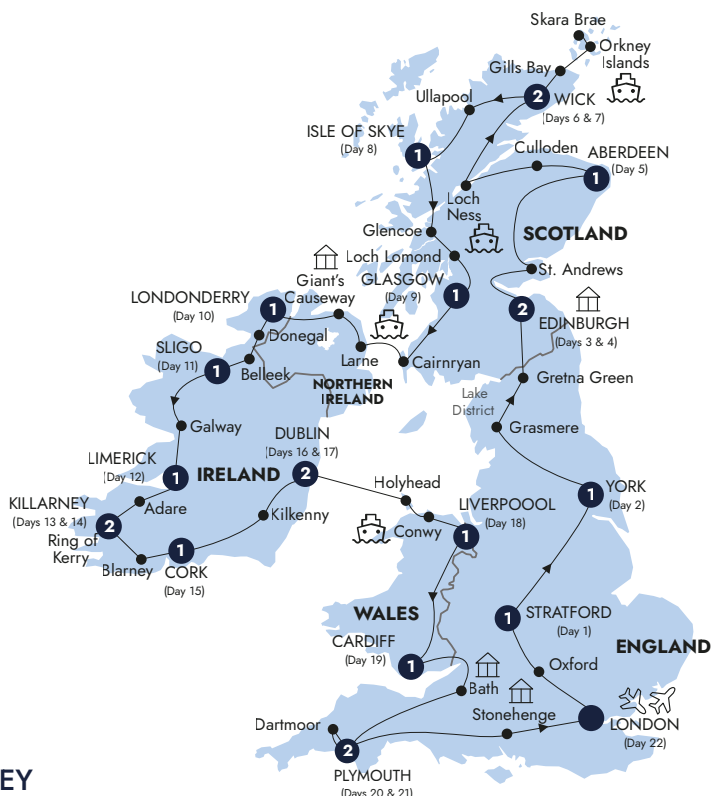 Skara Brae
Orkney
Islands
Gills Bay
2
WICK
(Days 6 & 7)
Ullapool
ISLE OF SKYE
(Day 8)
1
Culloden
ABERDEEN
(Day 5)
1
Loch
Ness
Glencoe
SCOTLAND
Loch Lomond
St. Andrews
GLASGOW
(Day 9)
1
Giant's
Causeway
LONDONDERRY
(Day 10)
1
2
EDINBURGH
(Days 3 & 4)
Donegal
SLIGO
(Day 11)
1
Belleek
Larne
Cairnryan
NORTHERN
IRELAND
Gretna Green
Lake
District
Grasmere
Galway
DUBLIN
(Days 16 & 17)
2
LIMERICK
(Day 12)
1
IRELAND
Holyhead
LIVERPOOOL
(Day 18)
1
YORK
(Day 2)
1
KILLARNEY
(Days 13 & 14)
2
Adare
Ring of
Kerry
Kilkenny
Conwy
Blarney
1
CORK
(Day 15)
WALES
1
STRATFORD
(Day 1)
CARDIFF
(Day 19)
1
ENGLAND
Oxford
Bath
Stonehenge
LONDON
(Day 22)
Dartmoor
2
PLYMOUTH
(Days 20 & 21)
EY